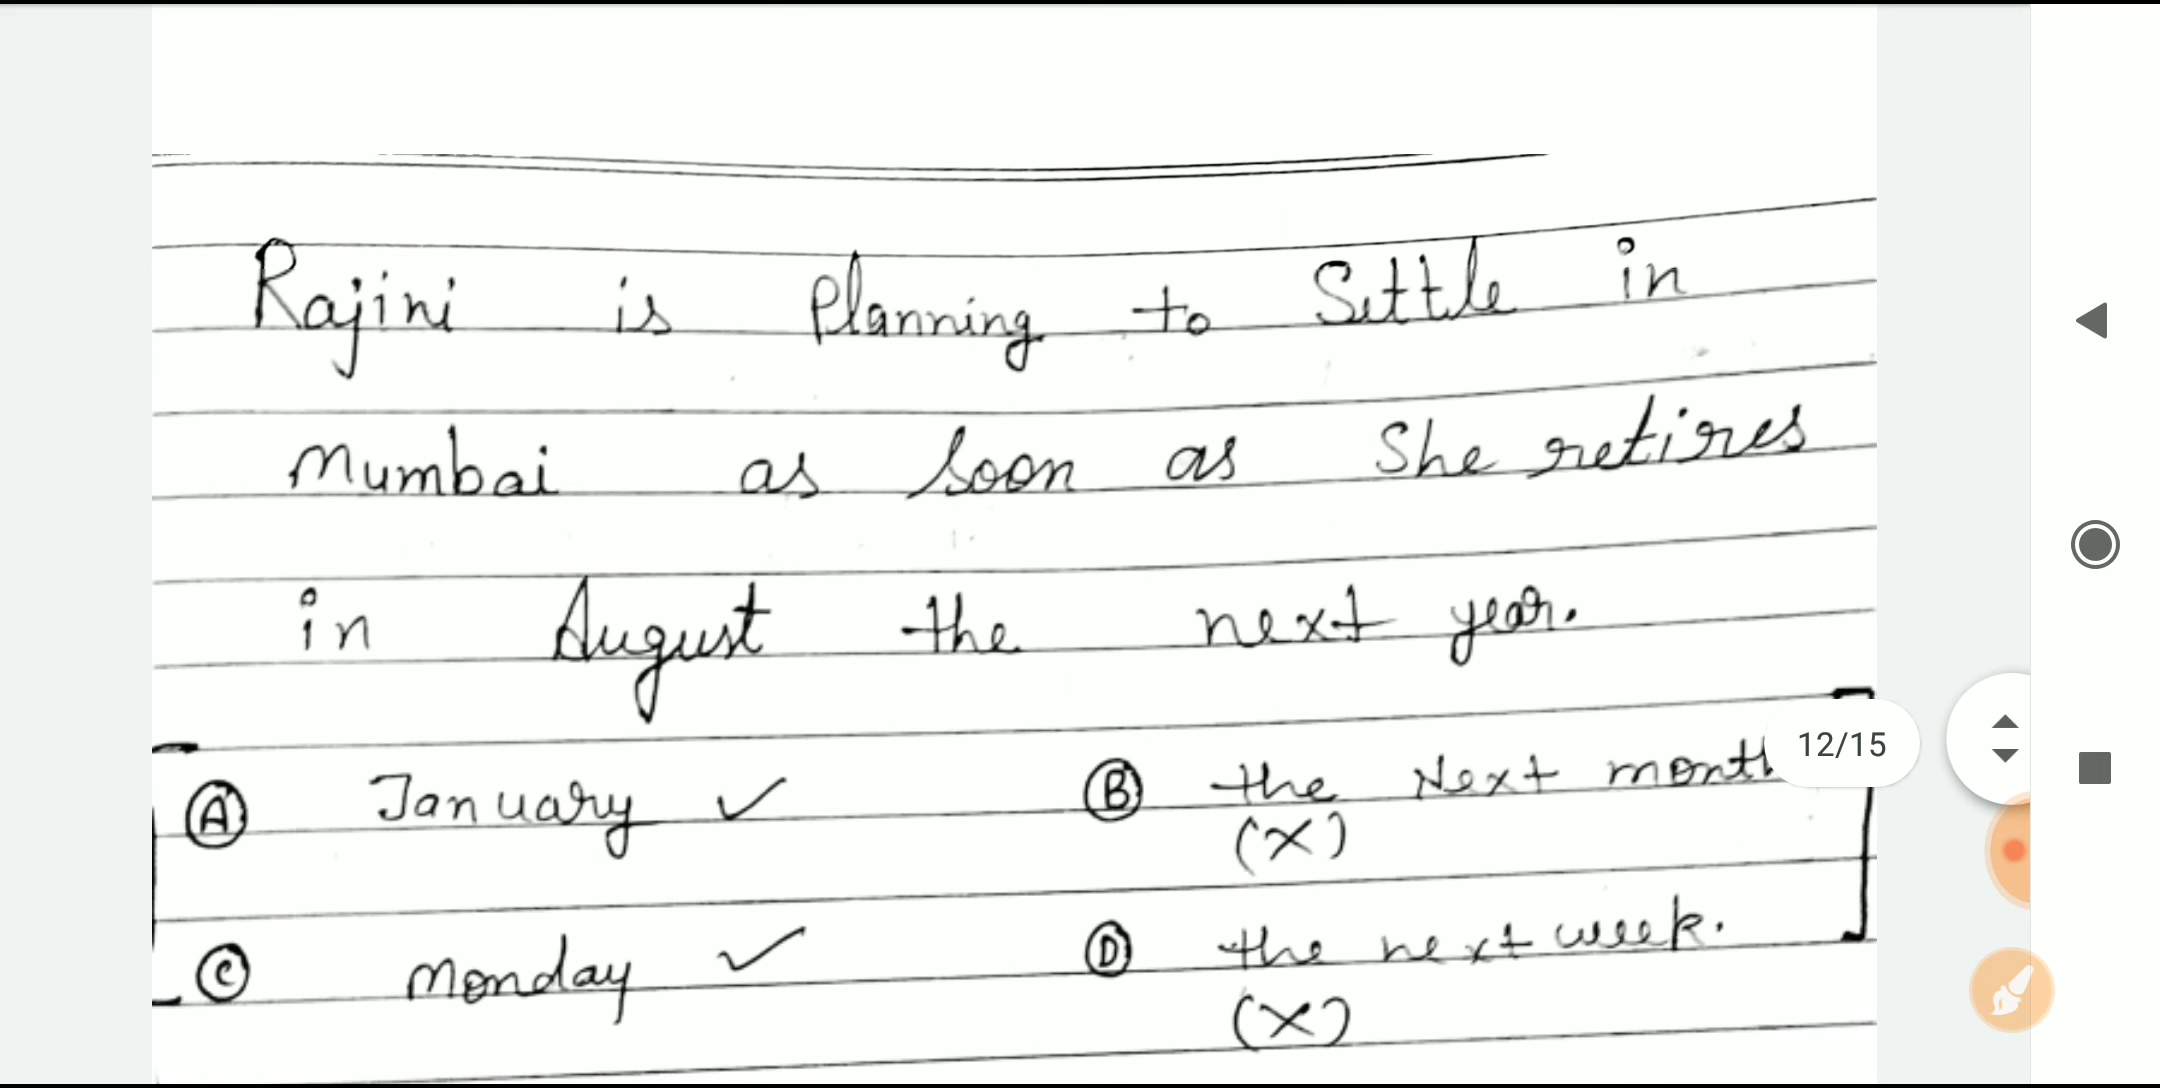 Rajini is Planning to Settle in
Mumbai as soon as She retires
in August the next year.
Ⓐ January ✓ Ⓑ the Next month
(X)
12/15
Ⓒ Monday ✓ Ⓓ the next week.
(X)